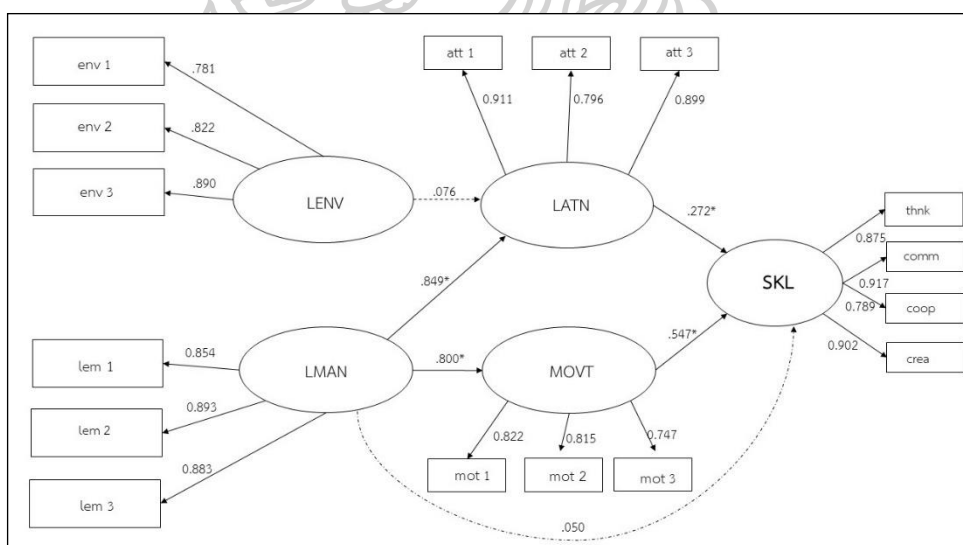 att 1
att 2
att 3
env 1
.781
0.911
0.796
0.899
env 2
.822
env 3
.890
LENV
.076
LATN
.272*
thnk
0.875
comm
0.917
SKL
0.789
coop
.849*
.547*
0.902
crea
lem 1
0.854
LMAN
.800*
MOVT
lem 2
0.893
0.822
0.815
0.747
mot 1
mot 2
mot 3
0.883
lem 3
.050